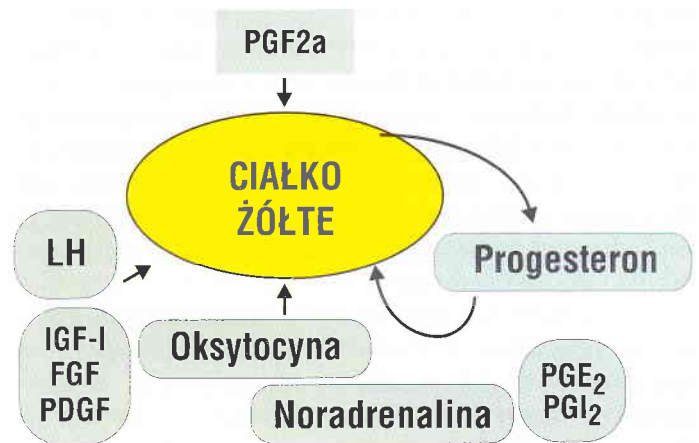 PGF2a
CIAŁKO
ŻÓŁTE
LH
Progesteron
IGF-I
FGF
PDGF
Oksytocyna
Noradrenalina
PGE₂
PGI₂